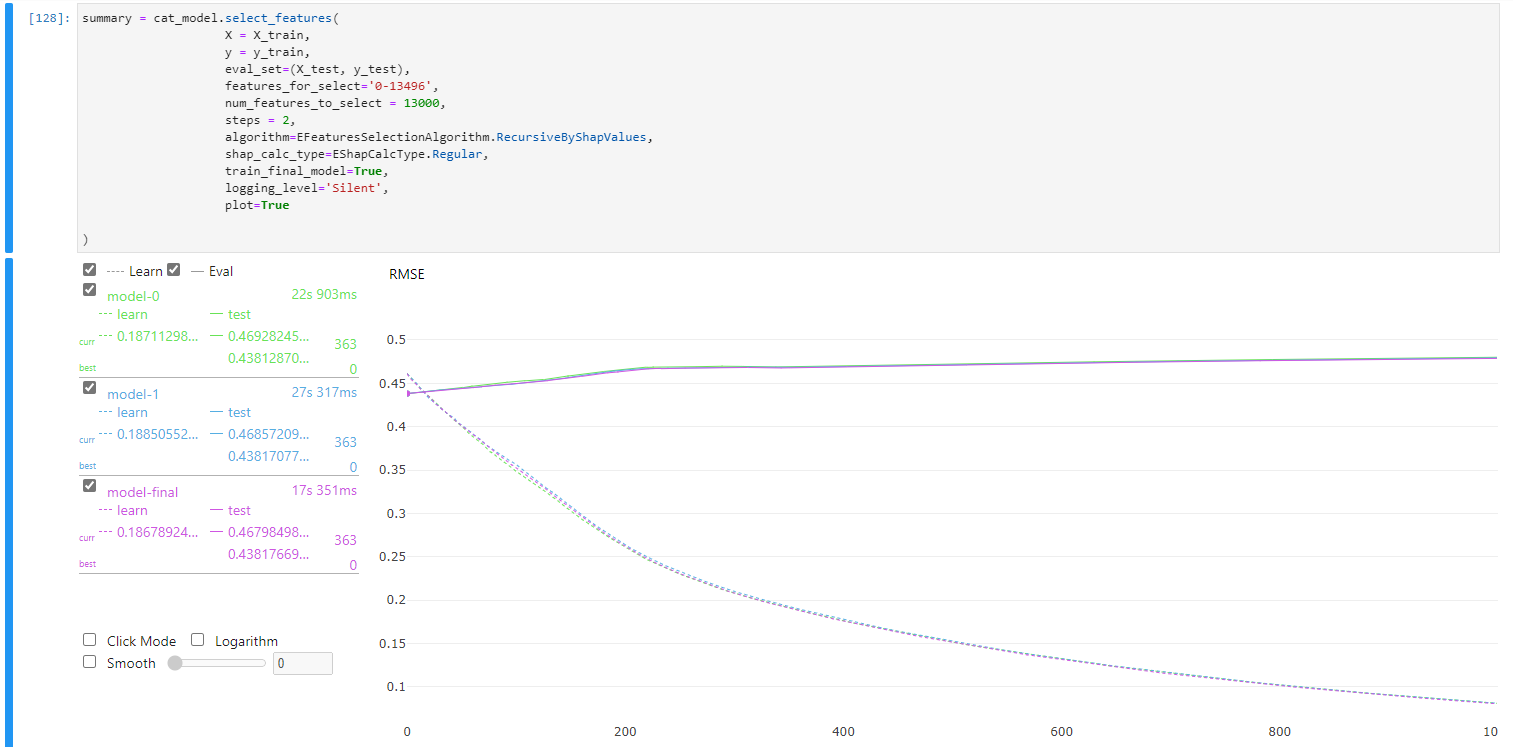 [128]: summary = cat_model.select_features(
X = X_train,
y = y_train,
eval_set=(X_test, y_test),
features_for_select='0-13496',
num_features_to_select = 13000,
steps = 2,
algorithm=EFeaturesSelectionAlgorithm.RecursiveByShapValues,
shap_calc_type=EShapCalcType.Regular,
train_final_model=True,
logging_level='Silent',
plot=True
)
Learn Eval
model-0 22s 903ms
learn test
curr 0.18711298... 0.46928245... 363
best 0.43812870... 0
model-1 27s 317ms
learn test
curr 0.18850552... 0.46857209... 363
best 0.43817077... 0
model-final 17s 351ms
learn test
curr 0.18678924... 0.46798498... 363
best 0.43817669... 0
Click Mode Logarithm
Smooth 0
RMSE
0.5
0.45
0.4
0.35
0.3
0.25
0.2
0.15
0.1
0 200 400 600 800 10